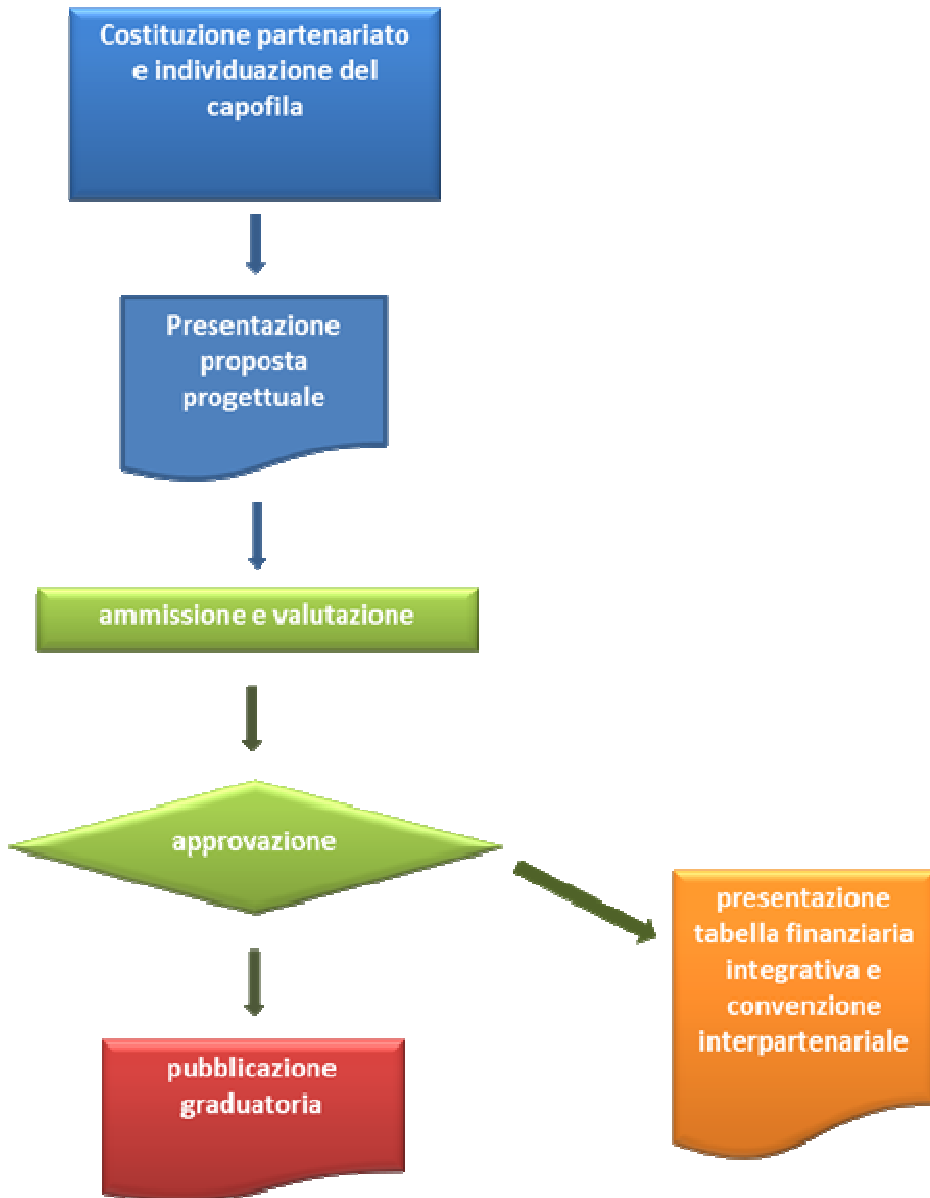 Costituzione partenariato
e individuazione del
capofila
Presentazione
proposta
progettuale
ammissione e valutazione
approvazione
presentazione
tabella finanziaria
integrativa e
convenzione
interpartenariale
pubblicazione
graduatoria